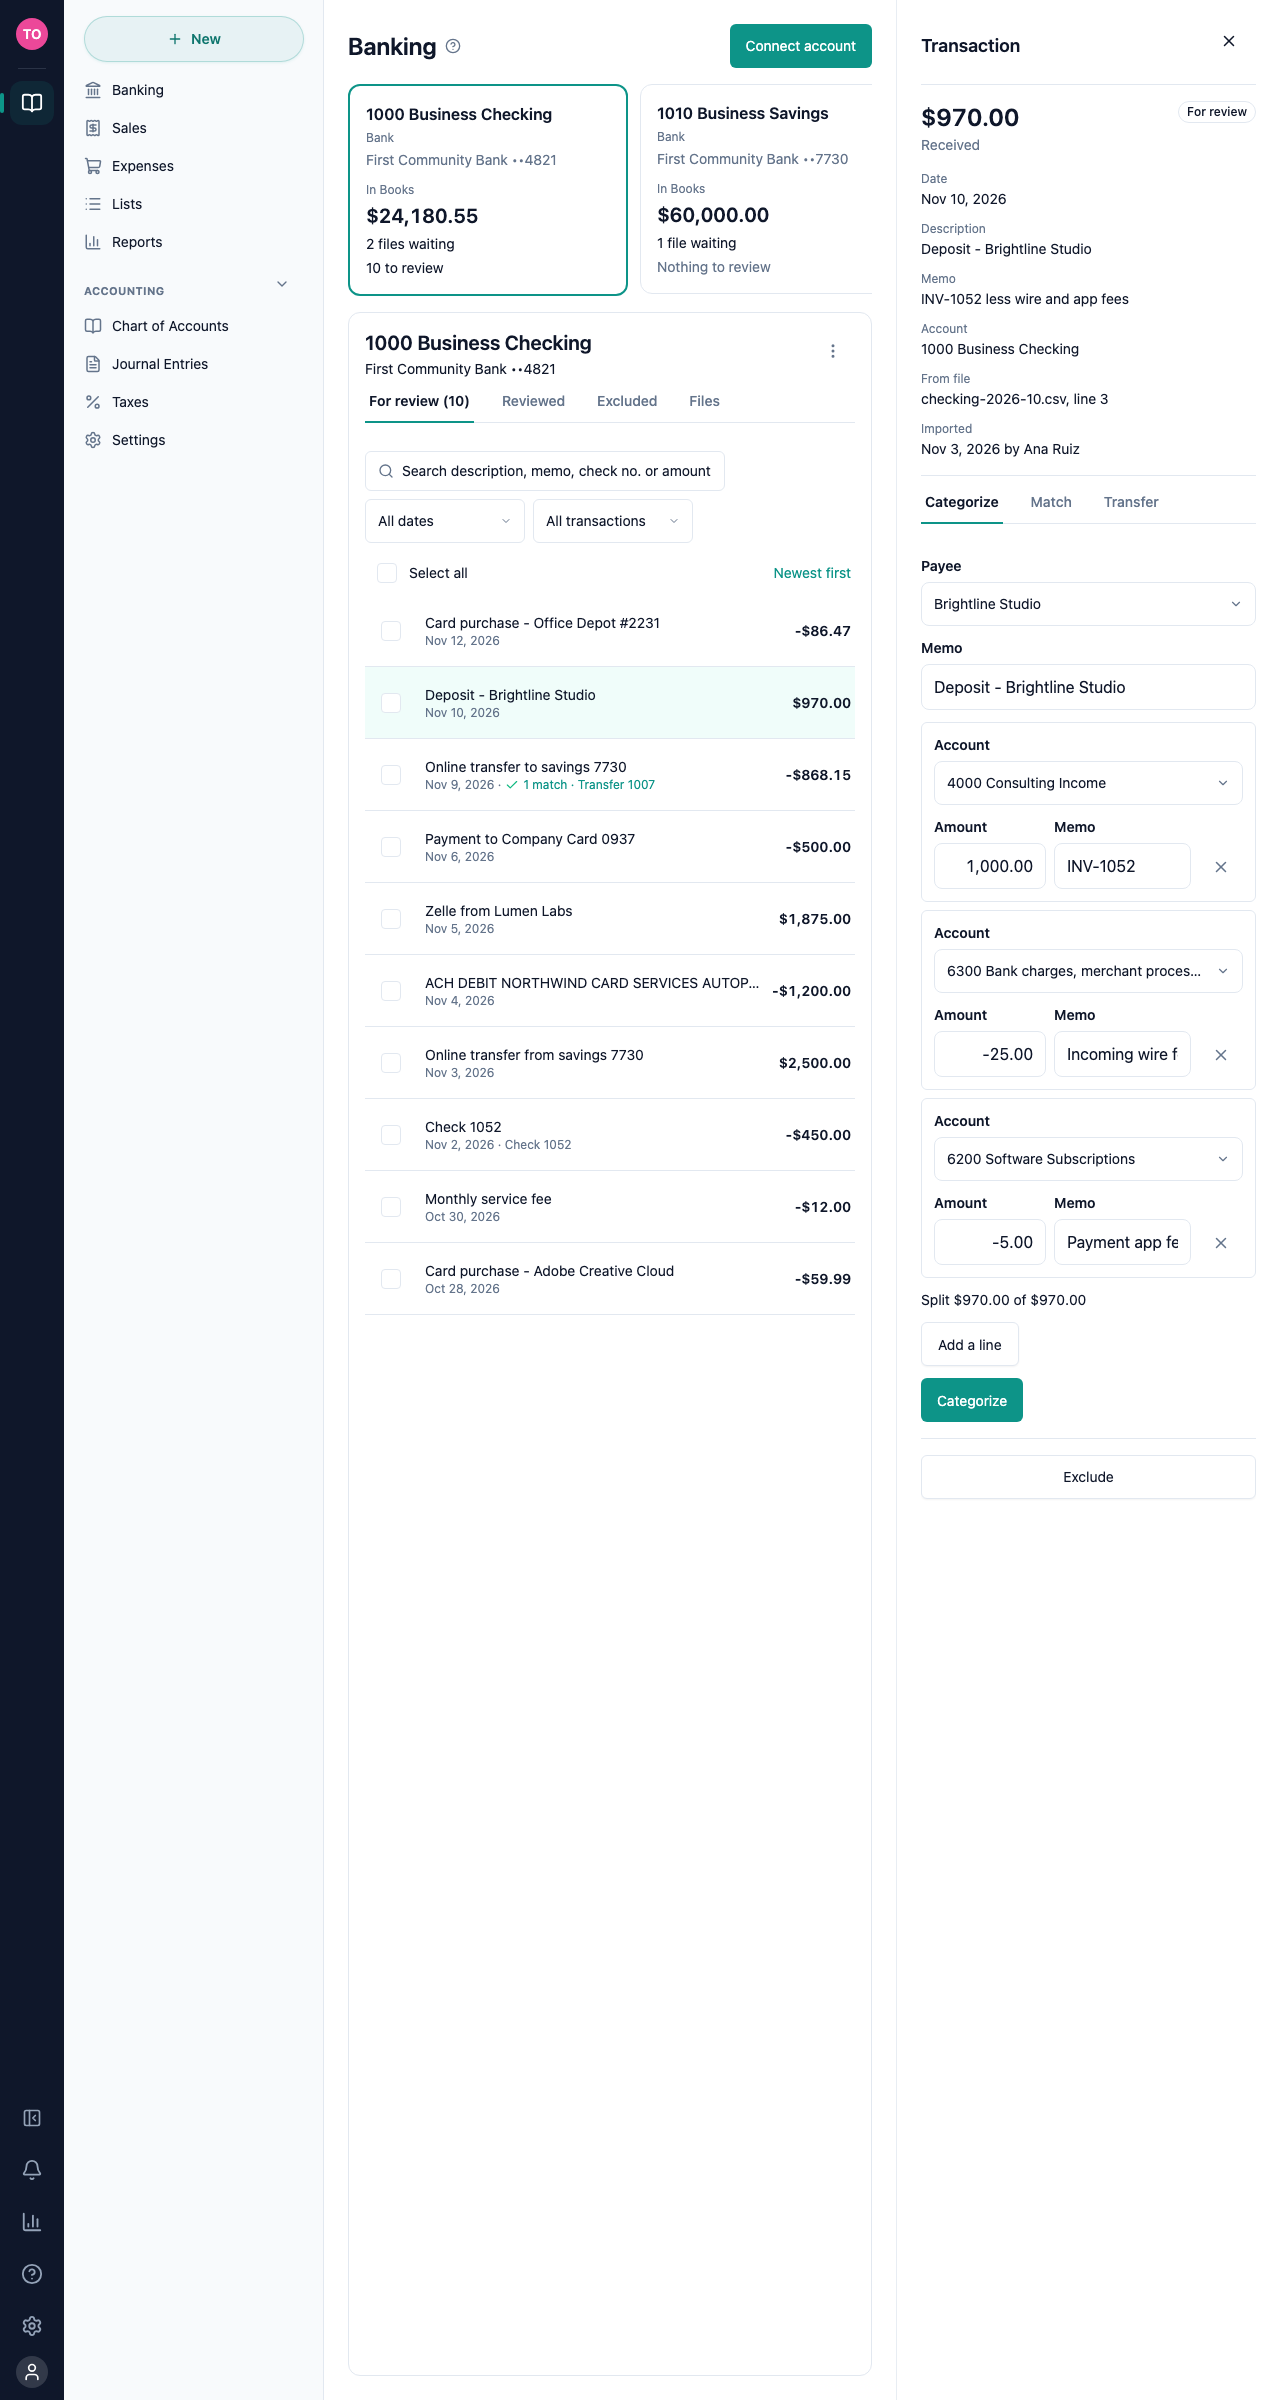 TO
New
Banking
Sales
Expenses
Lists
Reports
ACCOUNTING
Chart of Accounts
Journal Entries
Taxes
Settings
Banking
Connect account
1000 Business Checking
Bank
First Community Bank ••4821
In Books
$24,180.55
2 files waiting
10 to review
1010 Business Savings
Bank
First Community Bank ••7730
In Books
$60,000.00
1 file waiting
Nothing to review
1000 Business Checking
First Community Bank ••4821
For review (10) Reviewed Excluded Files
Search description, memo, check no. or amount
All dates All transactions
Select all Newest first
Card purchase - Office Depot #2231
Nov 12, 2026
-$86.47
Deposit - Brightline Studio
Nov 10, 2026
$970.00
Online transfer to savings 7730
Nov 9, 2026 · 1 match · Transfer 1007
-$868.15
Payment to Company Card 0937
Nov 6, 2026
-$500.00
Zelle from Lumen Labs
Nov 5, 2026
$1,875.00
ACH DEBIT NORTHWIND CARD SERVICES AUTOP...
Nov 4, 2026
-$1,200.00
Online transfer from savings 7730
Nov 3, 2026
$2,500.00
Check 1052
Nov 2, 2026 · Check 1052
-$450.00
Monthly service fee
Oct 30, 2026
-$12.00
Card purchase - Adobe Creative Cloud
Oct 28, 2026
-$59.99
Transaction
$970.00
For review
Received
Date
Nov 10, 2026
Description
Deposit - Brightline Studio
Memo
INV-1052 less wire and app fees
Account
1000 Business Checking
From file
checking-2026-10.csv, line 3
Imported
Nov 3, 2026 by Ana Ruiz
Categorize Match Transfer
Payee
Brightline Studio
Memo
Deposit - Brightline Studio
Account
4000 Consulting Income
Amount Memo
1,000.00 INV-1052
Account
6300 Bank charges, merchant proces...
Amount Memo
-25.00 Incoming wire f
Account
6200 Software Subscriptions
Amount Memo
-5.00 Payment app fe
Split $970.00 of $970.00
Add a line
Categorize
Exclude